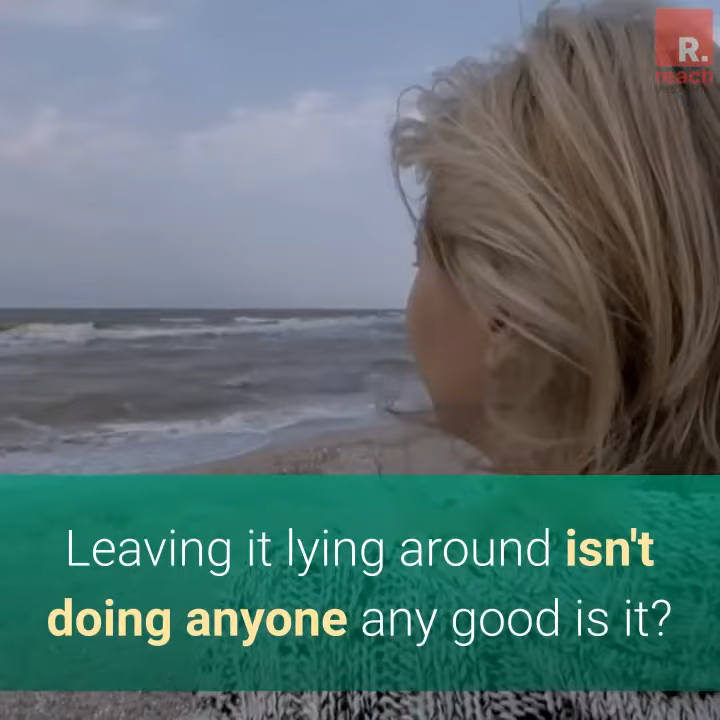 R.
reach
Leaving it lying around isn't
doing anyone any good is it?